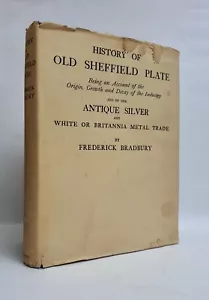 HISTORY OF
OLD SHEFFIELD PLATE
Being an Account of the
Origin, Growth and Decay of the Industry
AND OF THE
ANTIQUE SILVER
AND
WHITE OR BRITANNIA METAL TRADE
BY
FREDERICK BRADBURY